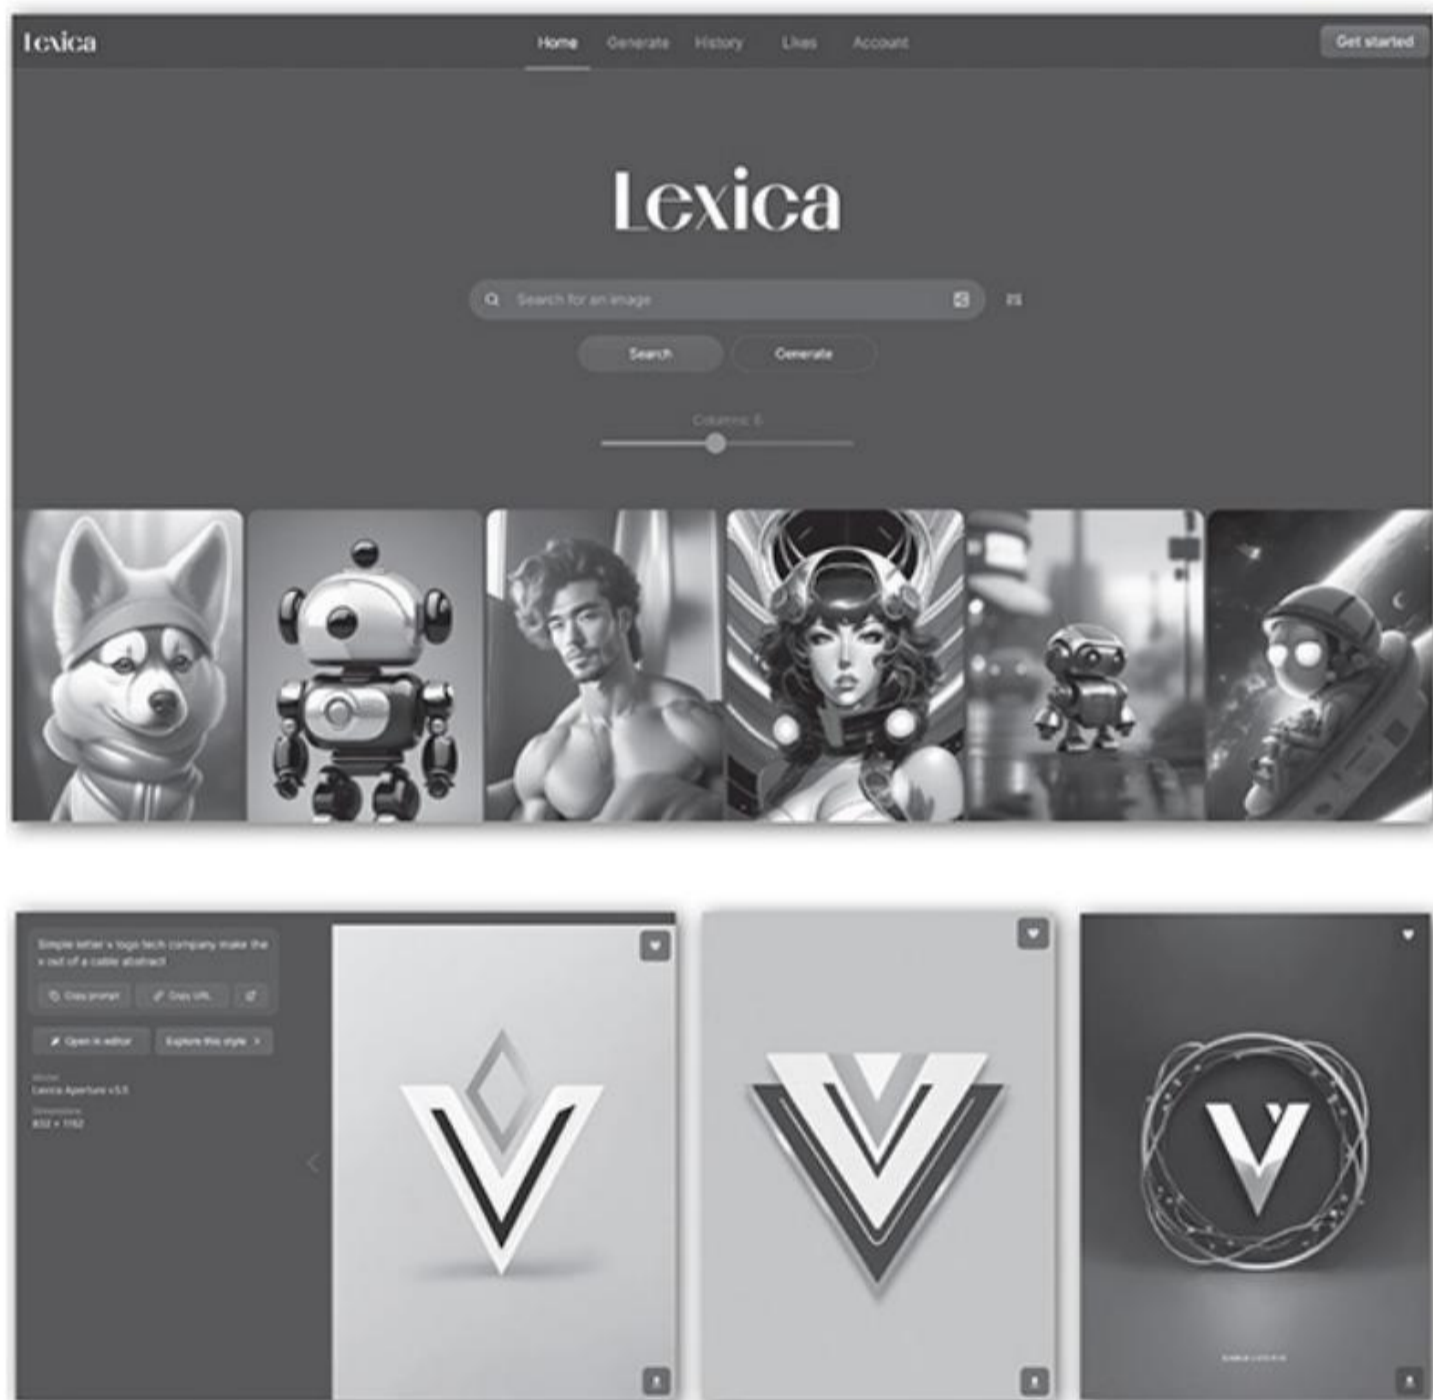 Lexica
Home Generate History Likes Account
Get started
Lexica
Search for an image
Search Generate
Columns: 6
Simple letter v logo tech company make the
v out of a cable abstract
Copy prompt Copy URL
Open in editor Explore this style
Model
Lexica Aperture v3.5
Dimensions
832 × 1152